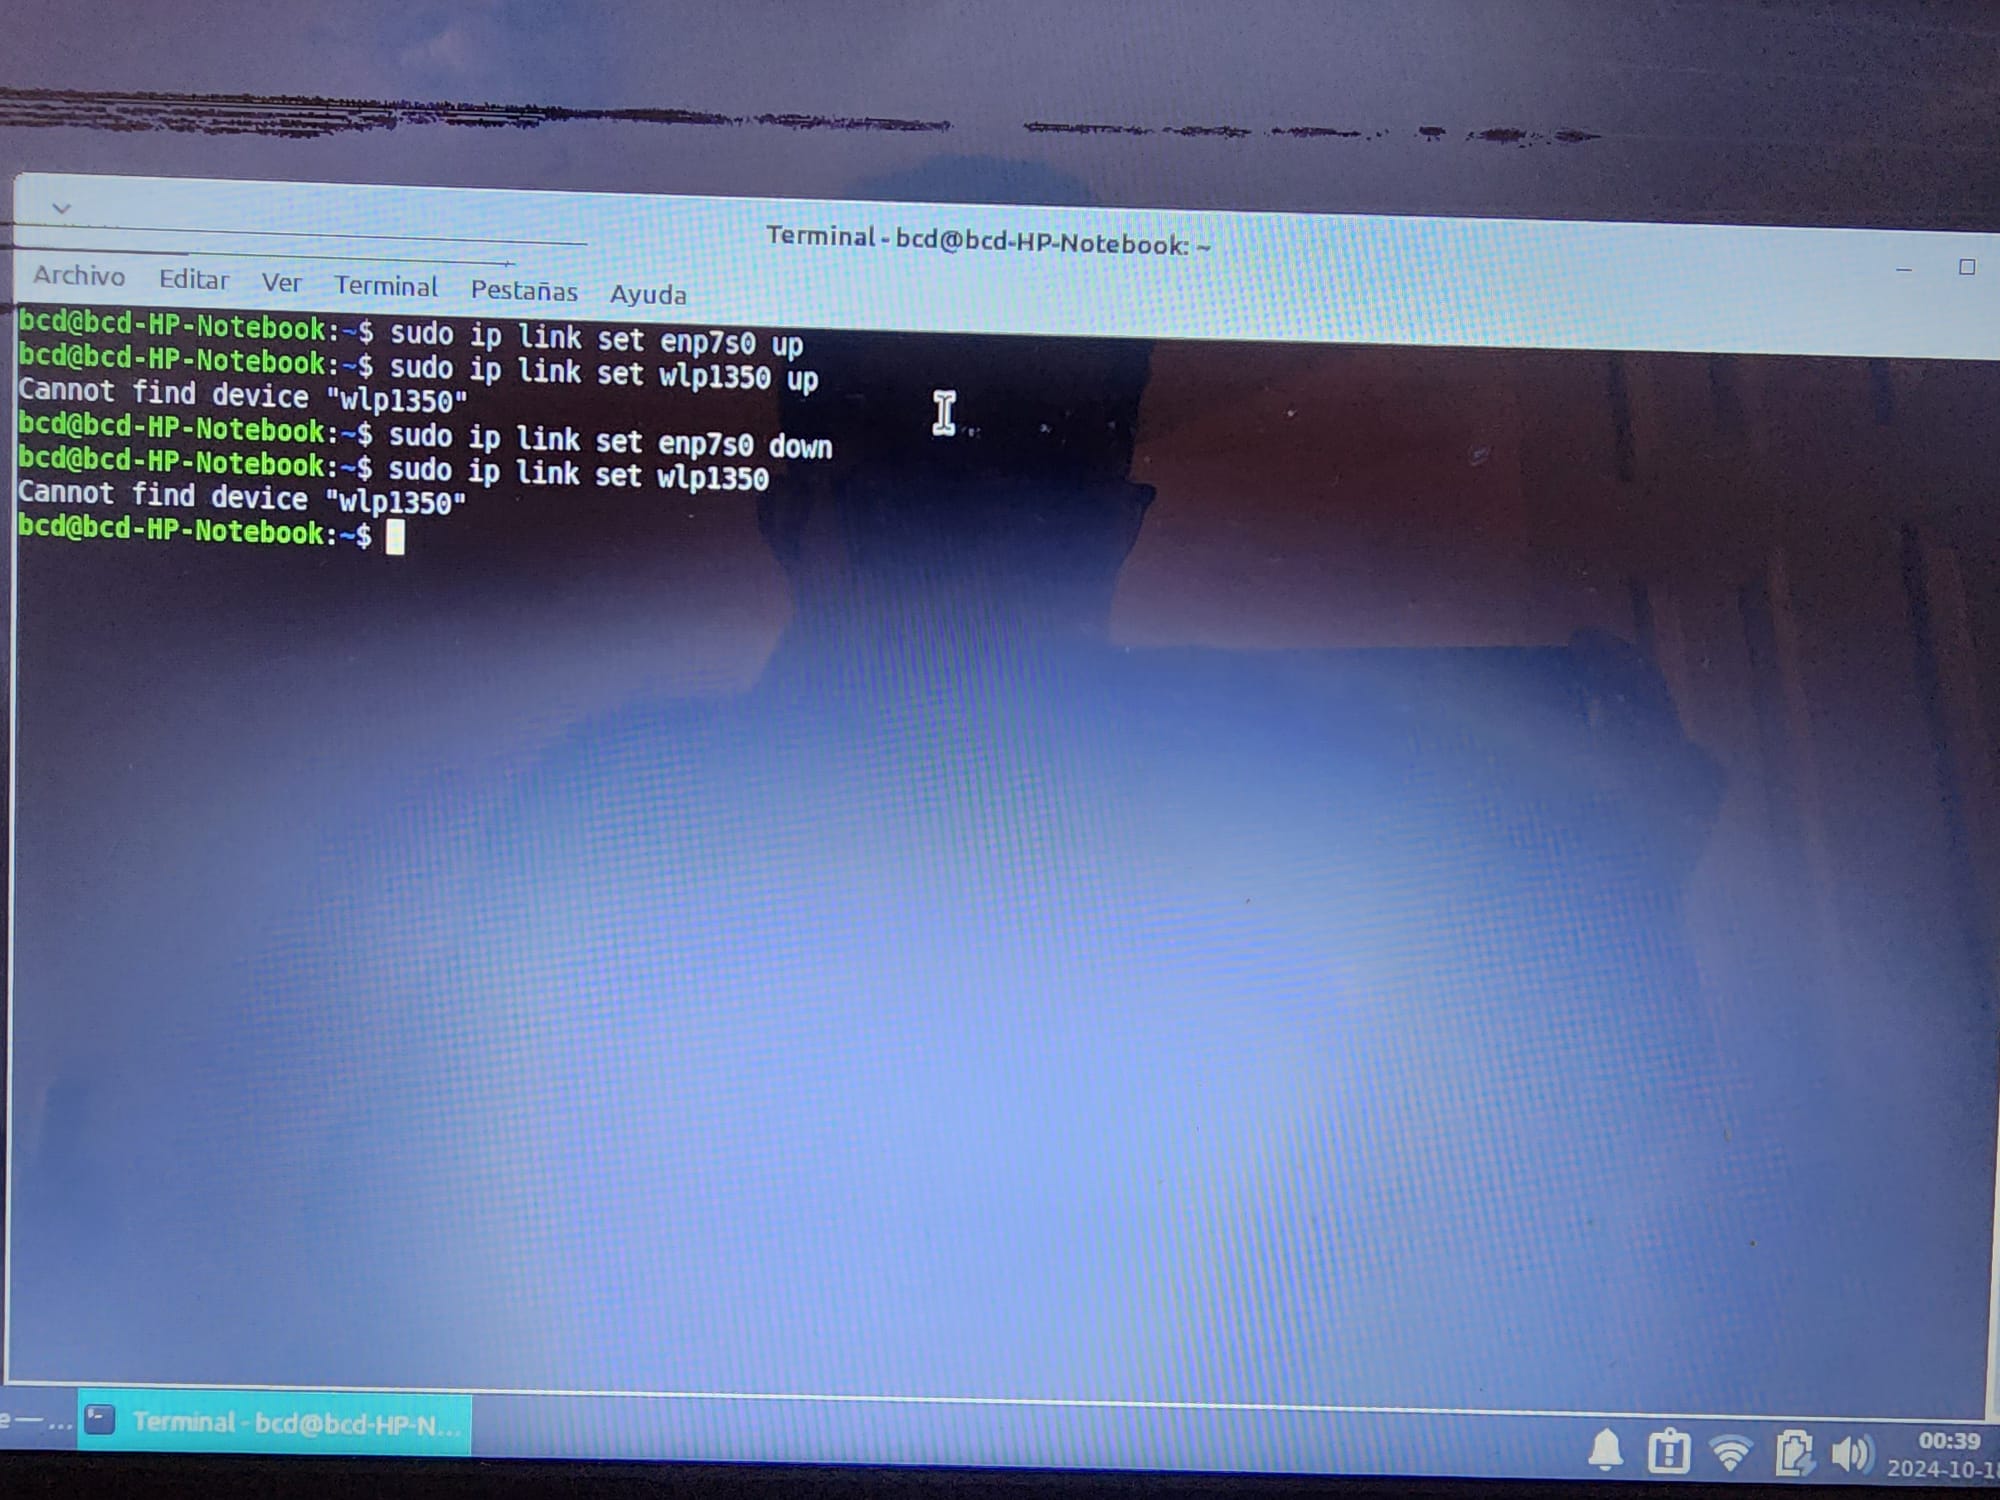 Terminal - bcd@bcd-HP-Notebook: ~
Archivo Editar Ver Terminal Pestañas Ayuda
bcd@bcd-HP-Notebook:~$ sudo ip link set enp7s0 up
bcd@bcd-HP-Notebook:~$ sudo ip link set wlp1350 up
Cannot find device "wlp1350"
bcd@bcd-HP-Notebook:~$ sudo ip link set enp7s0 down
bcd@bcd-HP-Notebook:~$ sudo ip link set wlp1350
Cannot find device "wlp1350"
bcd@bcd-HP-Notebook:~$
e — ... Terminal - bcd@bcd-HP-N...
00:39
2024-10-18